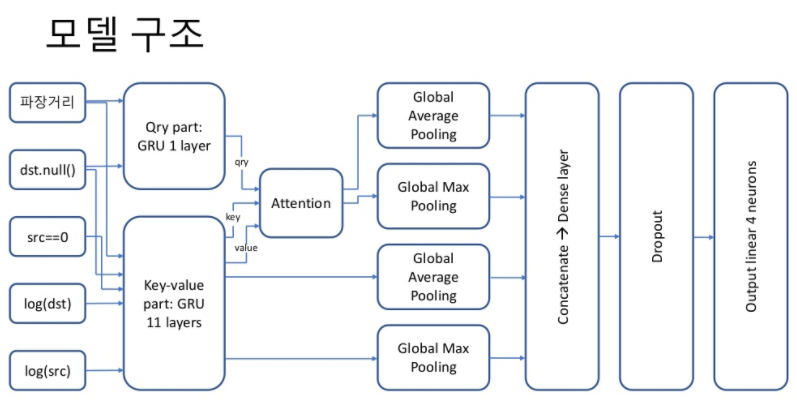 모델 구조
파장거리
dst.null()
src==0
log(dst)
log(src)
Qry part:
GRU 1 layer
Key-value
part: GRU
11 layers
qry
key
value
Attention
Global
Average
Pooling
Global Max
Pooling
Global
Average
Pooling
Global Max
Pooling
Concatenate → Dense layer
Dropout
Output linear 4 neurons